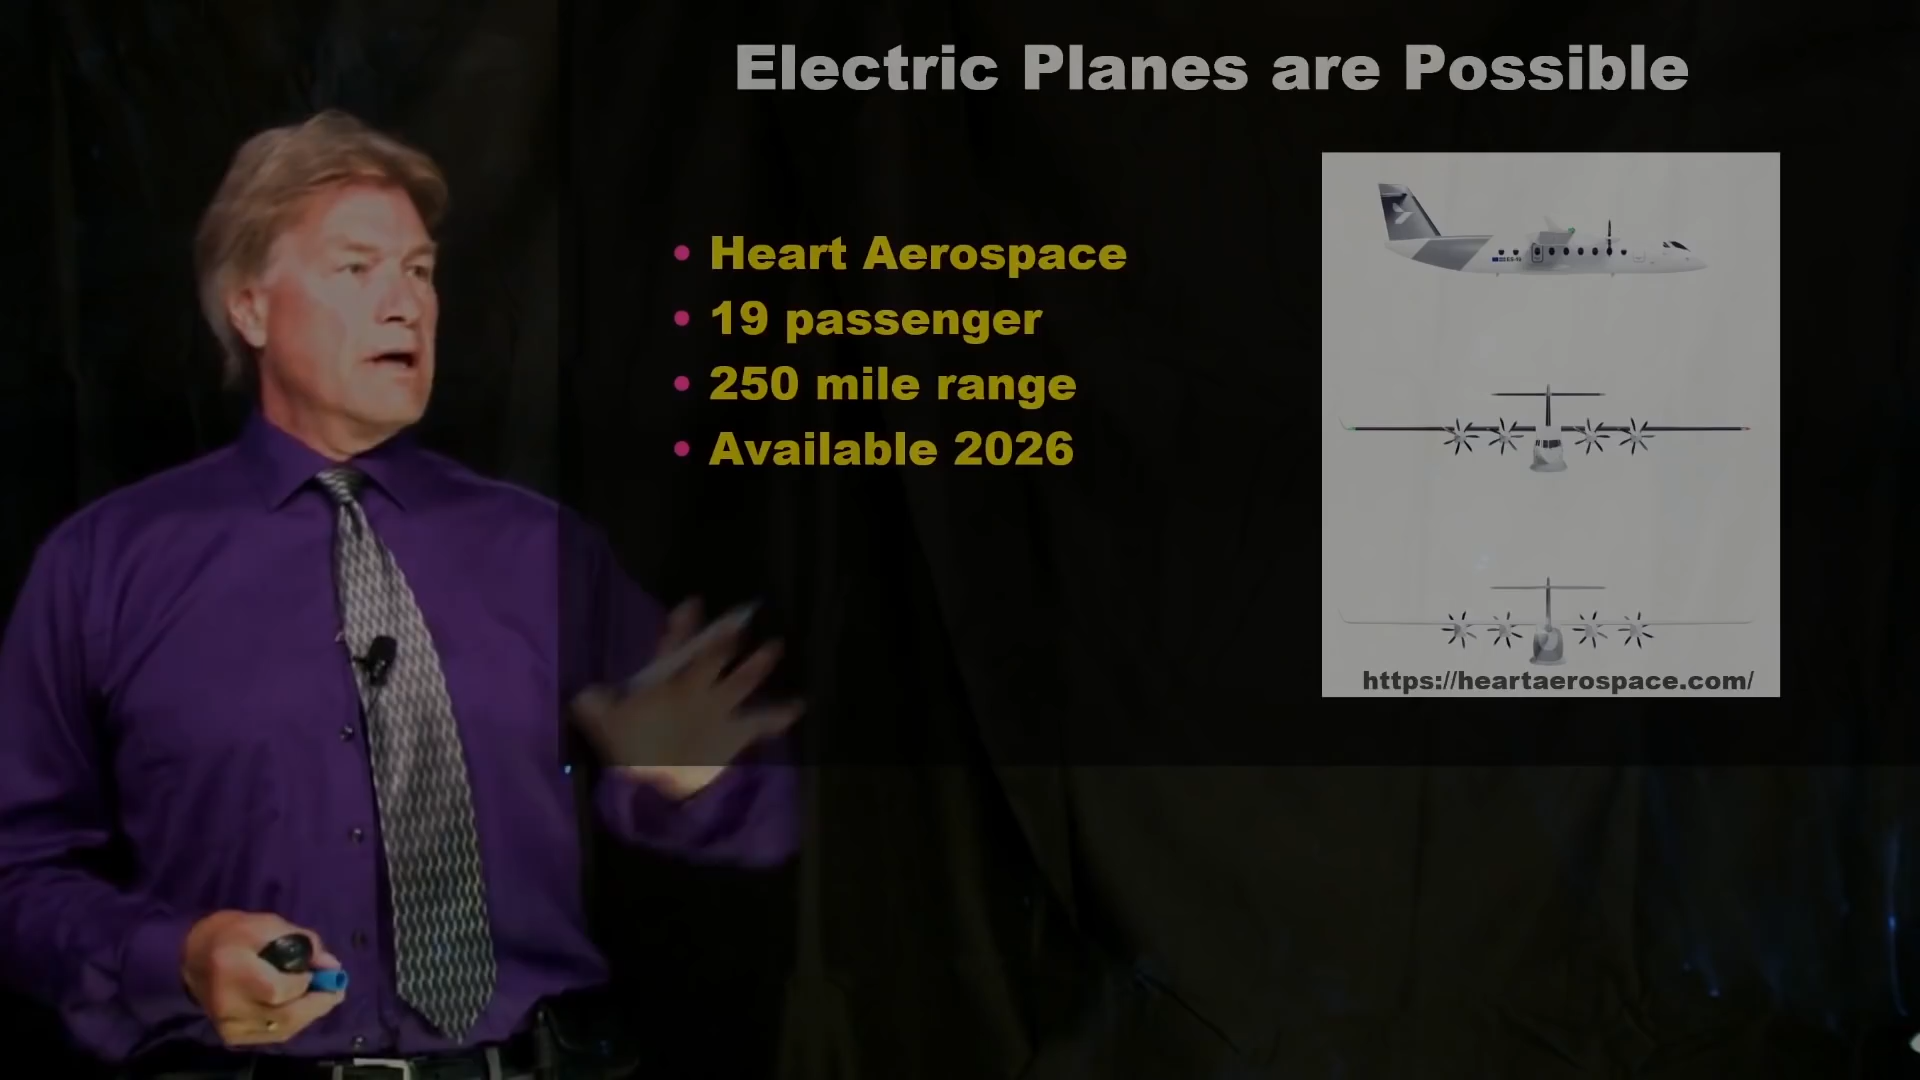 Electric Planes are Possible
• Heart Aerospace
• 19 passenger
• 250 mile range
• Available 2026
https://heartaerospace.com/